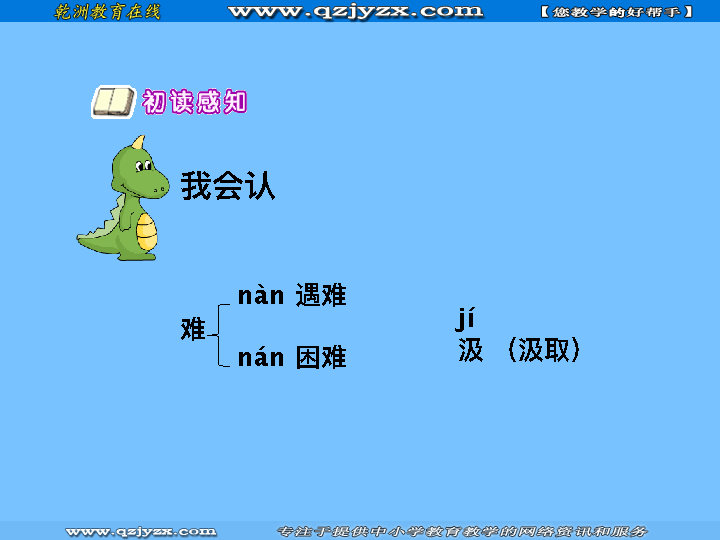 乾洲教育在线 www.qzjyzx.com 【您教学的好帮手】
初读感知
我会认
nàn 遇难
难
nán 困难
jí
汲 （汲取）
www.qzjyzx.com 专注于提供中小学教育教学的网络资讯和服务